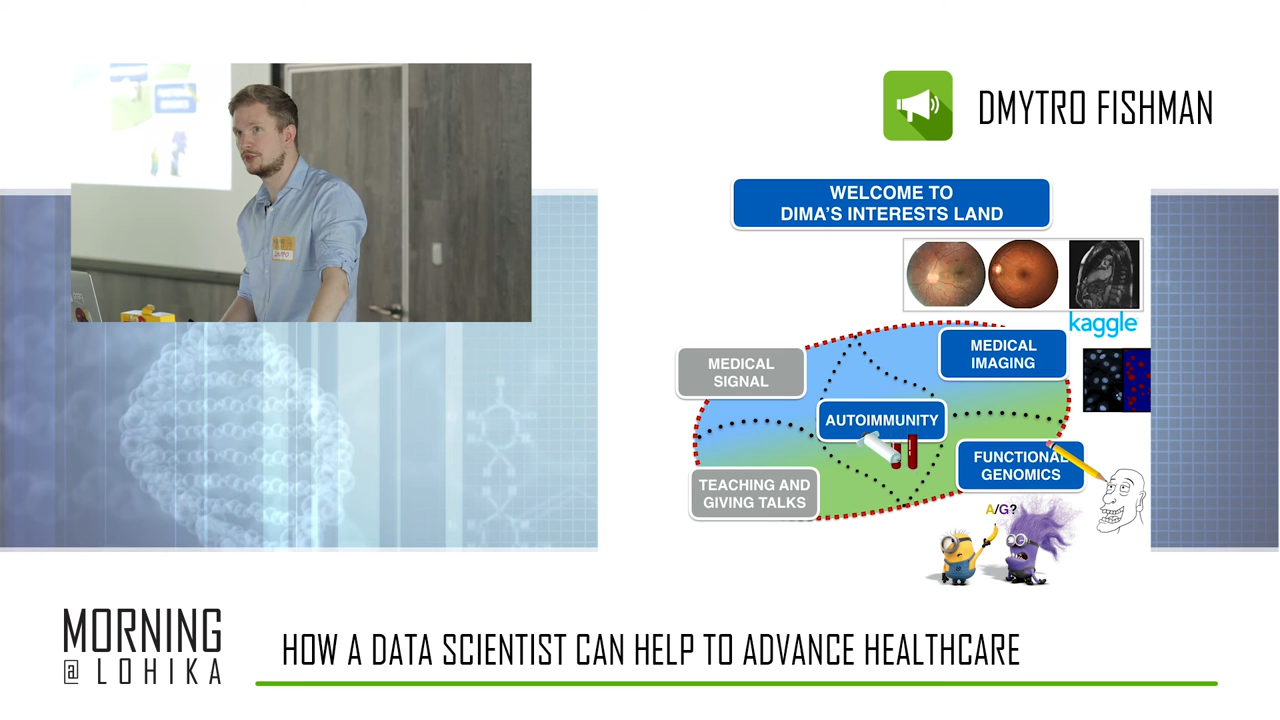 DMYTRO FISHMAN
WELCOME TO
DIMA'S INTERESTS LAND
kaggle
MEDICAL
SIGNAL
MEDICAL
IMAGING
AUTOIMMUNITY
FUNCTIONAL
GENOMICS
TEACHING AND
GIVING TALKS
A/G?
MORNING
@LOHIKA
HOW A DATA SCIENTIST CAN HELP TO ADVANCE HEALTHCARE